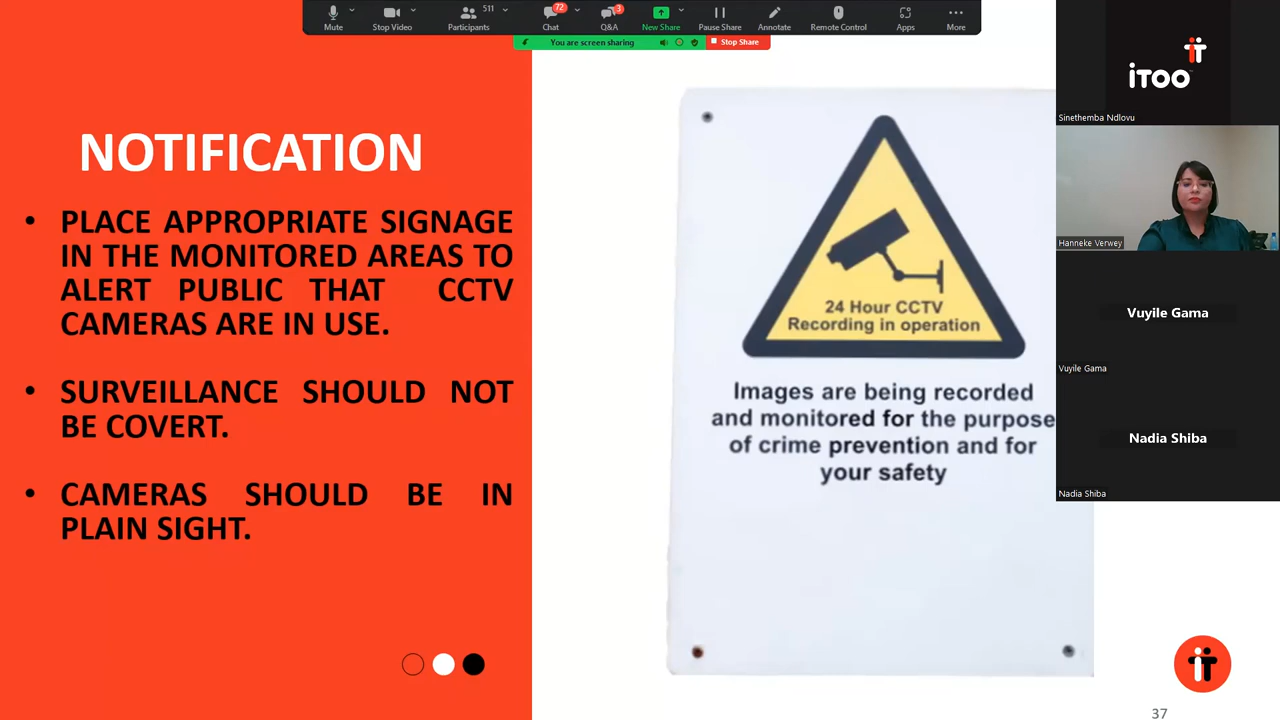 Mute
Stop Video
511
Participants
72
Chat
3
Q&A
New Share
Pause Share
Annotate
Remote Control
Apps
More
You are screen sharing
Stop Share
NOTIFICATION
• PLACE APPROPRIATE SIGNAGE
IN THE MONITORED AREAS TO
ALERT PUBLIC THAT CCTV
CAMERAS ARE IN USE.
• SURVEILLANCE SHOULD NOT
BE COVERT.
• CAMERAS SHOULD BE IN
PLAIN SIGHT.
24 Hour CCTV
Recording in operation
Images are being recorded
and monitored for the purpose
of crime prevention and for
your safety
iTOO
Sinethemba Ndlovu
Hanneke Verwey
Vuyile Gama
Vuyile Gama
Nadia Shiba
Nadia Shiba
37